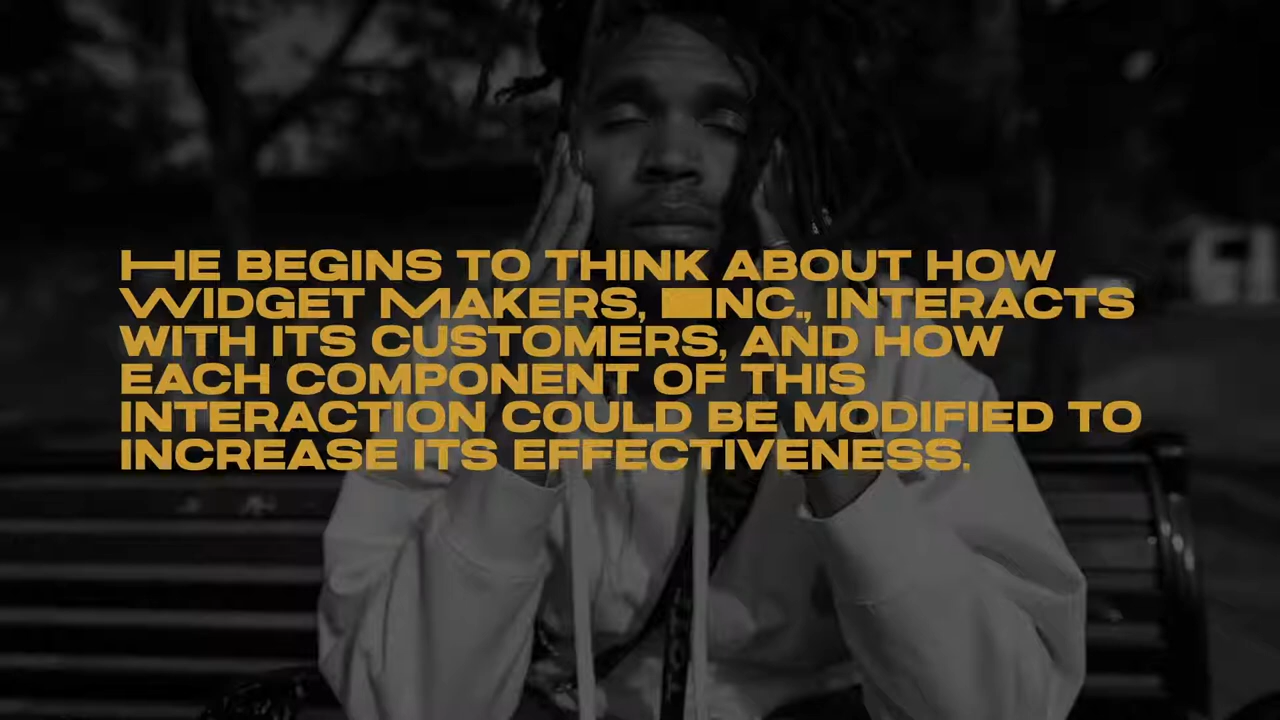 HE BEGINS TO THINK ABOUT HOW
WIDGET MAKERS, INC., INTERACTS
WITH ITS CUSTOMERS, AND HOW
EACH COMPONENT OF THIS
INTERACTION COULD BE MODIFIED TO
INCREASE ITS EFFECTIVENESS.